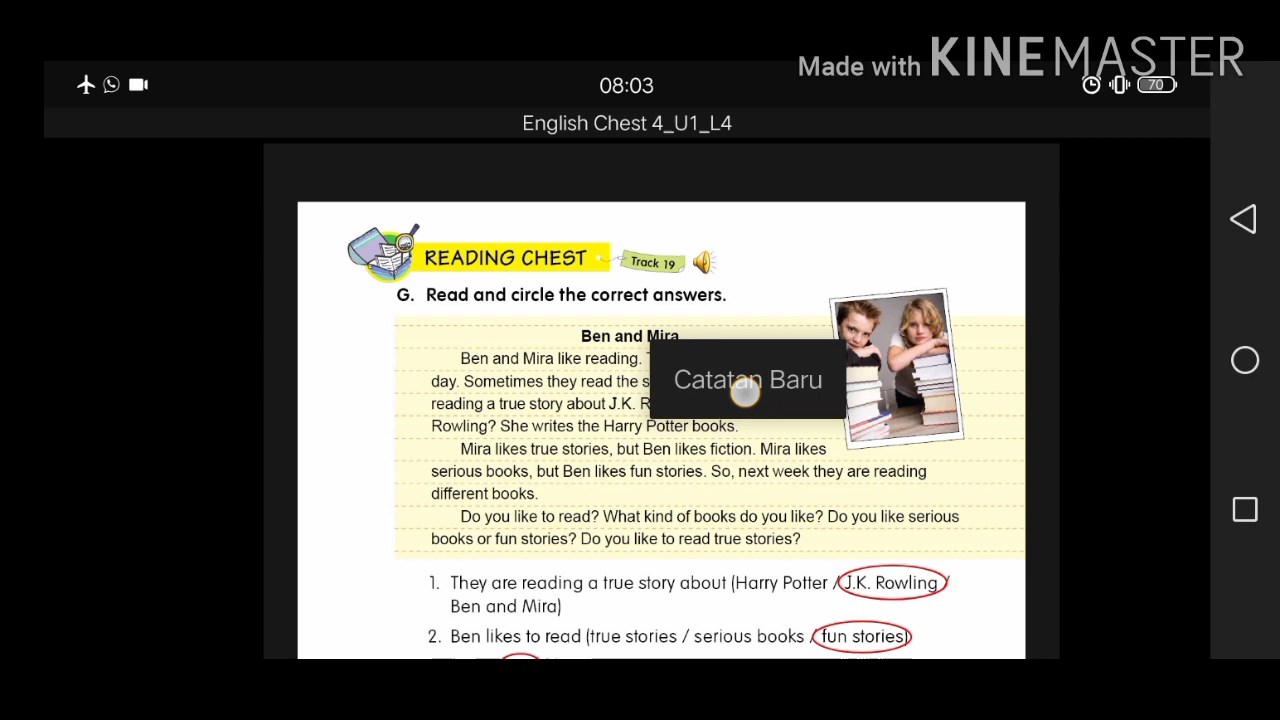 Made with KINEMASTER
08:03
70
English Chest 4_U1_L4
READING CHEST
Track 19
G. Read and circle the correct answers.
Ben and Mira
Ben and Mira like reading.
day. Sometimes they read the s
reading a true story about J.K. R
Catatan Baru
Rowling? She writes the Harry Potter books.
Mira likes true stories, but Ben likes fiction. Mira likes
serious books, but Ben likes fun stories. So, next week they are reading
different books.
Do you like to read? What kind of books do you like? Do you like serious
books or fun stories? Do you like to read true stories?
1. They are reading a true story about (Harry Potter / J.K. Rowling /
Ben and Mira)
2. Ben likes to read (true stories / serious books / fun stories)